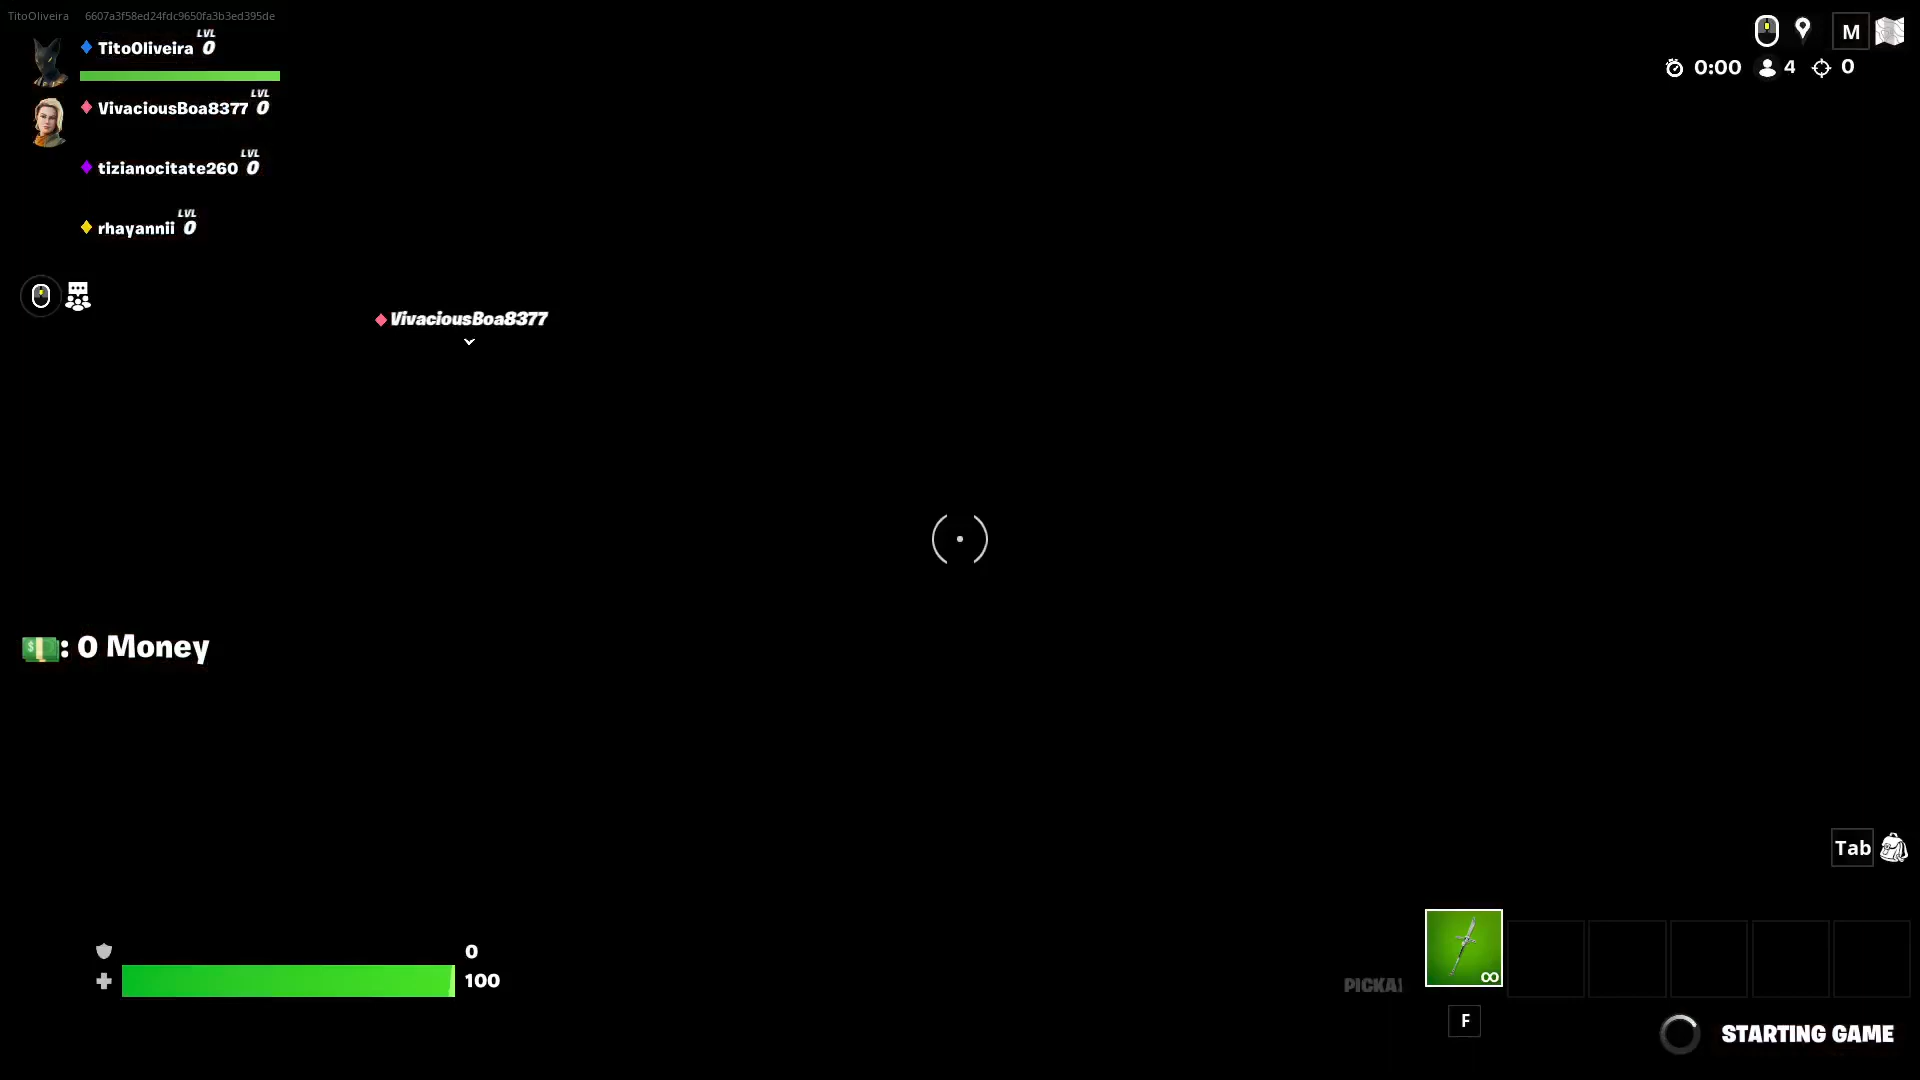 TitoOliveira 6607a3f58ed24fdc9650fa3b3ed395de
TitoOliveira LVL 0
VivaciousBoa8377 LVL 0
tizianocitate260 LVL 0
rhayannii LVL 0
M
0:00 4 0
VivaciousBoa8377
: 0 Money
Tab
0
100
PICKA
∞
F
STARTING GAME